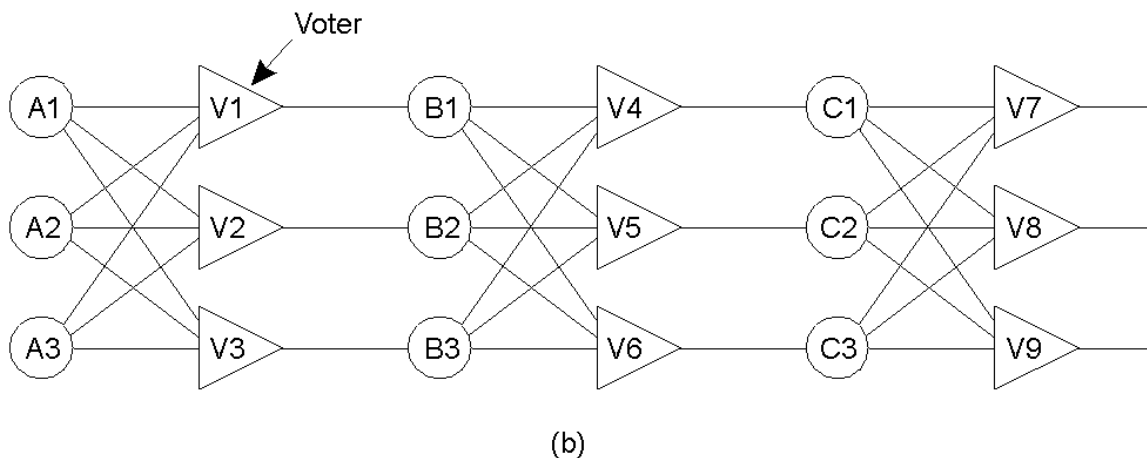 Voter
A1 V1 B1 V4 C1 V7
A2 V2 B2 V5 C2 V8
A3 V3 B3 V6 C3 V9
(b)